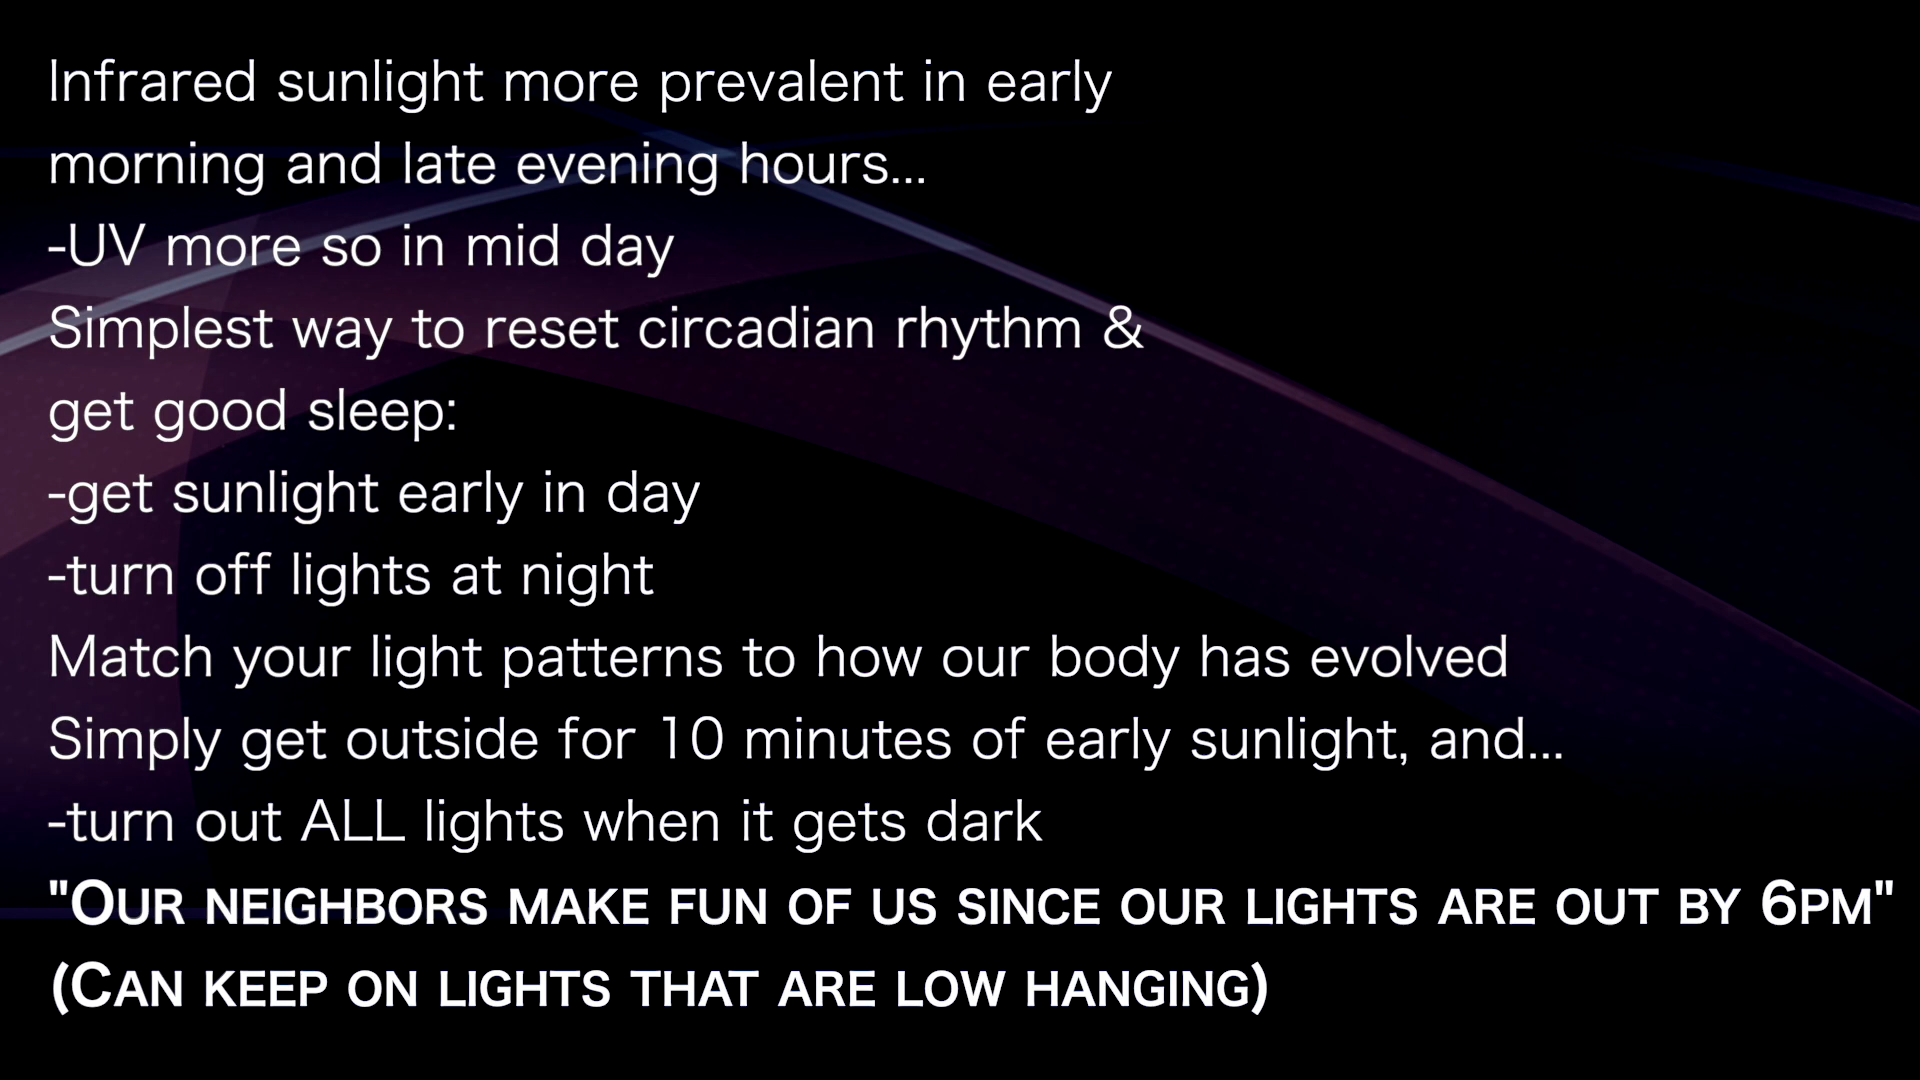 Infrared sunlight more prevalent in early
morning and late evening hours...
-UV more so in mid day
Simplest way to reset circadian rhythm &
get good sleep:
-get sunlight early in day
-turn off lights at night
Match your light patterns to how our body has evolved
Simply get outside for 10 minutes of early sunlight, and...
-turn out ALL lights when it gets dark
"OUR NEIGHBORS MAKE FUN OF US SINCE OUR LIGHTS ARE OUT BY 6PM"
(CAN KEEP ON LIGHTS THAT ARE LOW HANGING)